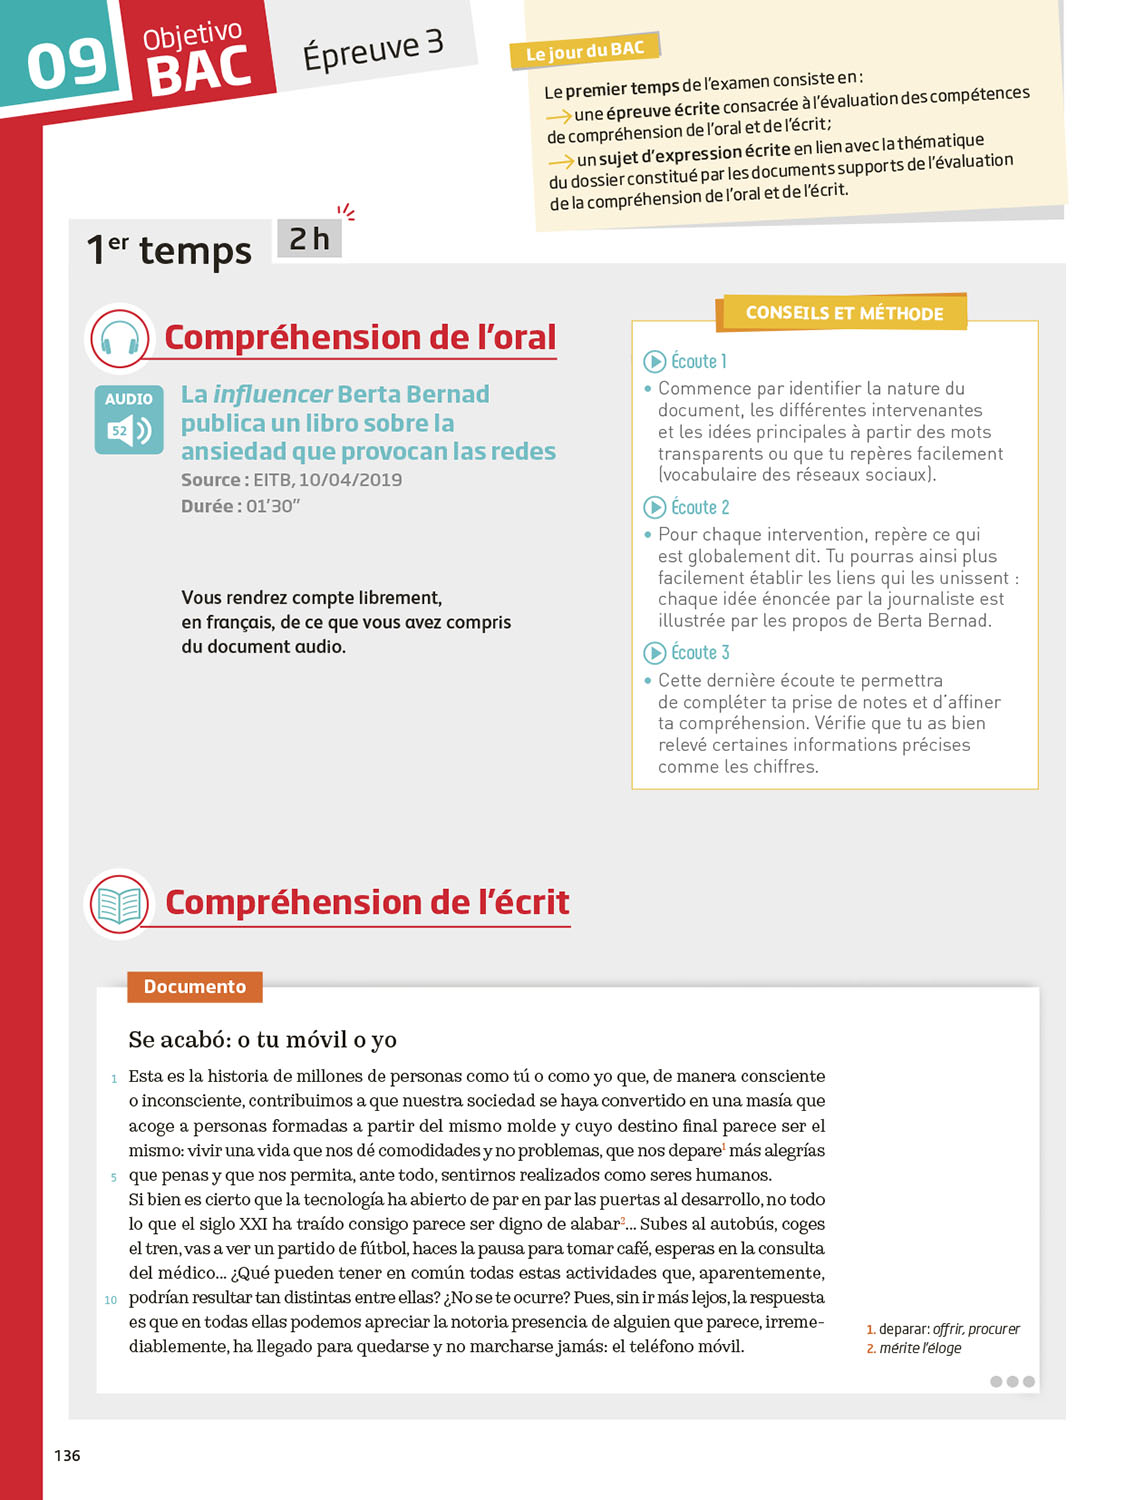 09
Objetivo
BAC
Épreuve 3
Le jour du BAC
Le premier temps de l'examen consiste en :
une épreuve écrite consacrée à l'évaluation des compétences
de compréhension de l'oral et de l'écrit ;
un sujet d'expression écrite en lien avec la thématique
du dossier constitué par les documents supports de l'évaluation
de la compréhension de l'oral et de l'écrit.
1er temps
2 h
Compréhension de l'oral
AUDIO
52
La influencer Berta Bernad
publica un libro sobre la
ansiedad que provocan las redes
Source : EITB, 10/04/2019
Durée : 01'30"
Vous rendrez compte librement,
en français, de ce que vous avez compris
du document audio.
CONSEILS ET MÉTHODE
Écoute 1
• Commence par identifier la nature du
document, les différentes intervenantes
et les idées principales à partir des mots
transparents ou que tu repères facilement
(vocabulaire des réseaux sociaux).
Écoute 2
• Pour chaque intervention, repère ce qui
est globalement dit. Tu pourras ainsi plus
facilement établir les liens qui les unissent :
chaque idée énoncée par la journaliste est
illustrée par les propos de Berta Bernad.
Écoute 3
• Cette dernière écoute te permettra
de compléter ta prise de notes et d'affiner
ta compréhension. Vérifie que tu as bien
relevé certaines informations précises
comme les chiffres.
Compréhension de l'écrit
Documento
Se acabó: o tu móvil o yo
1 Esta es la historia de millones de personas como tú o como yo que, de manera consciente
o inconsciente, contribuimos a que nuestra sociedad se haya convertido en una masía que
acoge a personas formadas a partir del mismo molde y cuyo destino final parece ser el
mismo: vivir una vida que nos dé comodidades y no problemas, que nos depare1 más alegrías
5 que penas y que nos permita, ante todo, sentirnos realizados como seres humanos.
Si bien es cierto que la tecnología ha abierto de par en par las puertas al desarrollo, no todo
lo que el siglo XXI ha traído consigo parece ser digno de alabar2... Subes al autobús, coges
el tren, vas a ver un partido de fútbol, haces la pausa para tomar café, esperas en la consulta
del médico... ¿Qué pueden tener en común todas estas actividades que, aparentemente,
10 podrían resultar tan distintas entre ellas? ¿No se te ocurre? Pues, sin ir más lejos, la respuesta
es que en todas ellas podemos apreciar la notoria presencia de alguien que parece, irreme-
diablemente, ha llegado para quedarse y no marcharse jamás: el teléfono móvil.
1. deparar: offrir, procurer
2. mérite l'éloge
136